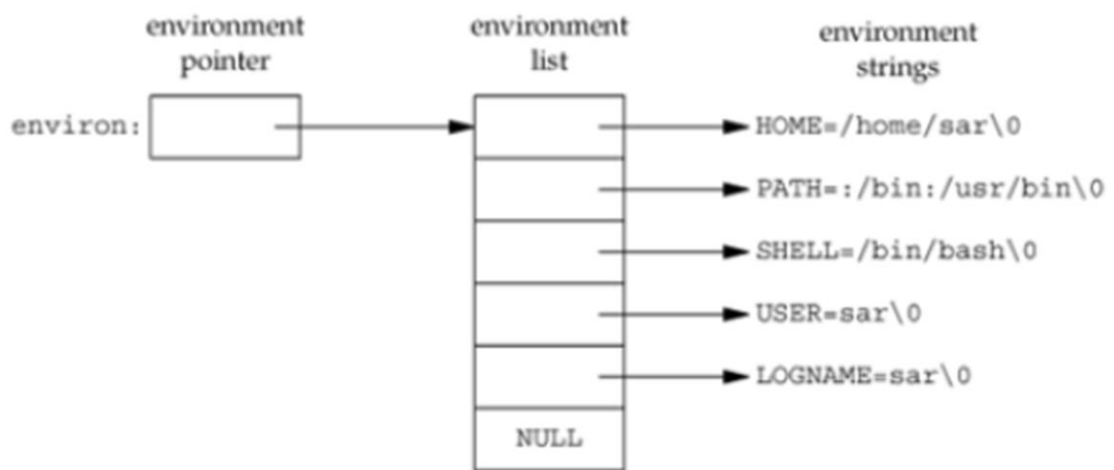 environment
pointer
environment
list
environment
strings
environ:
HOME=/home/sar\0
PATH=:/bin:/usr/bin\0
SHELL=/bin/bash\0
USER=sar\0
LOGNAME=sar\0
NULL